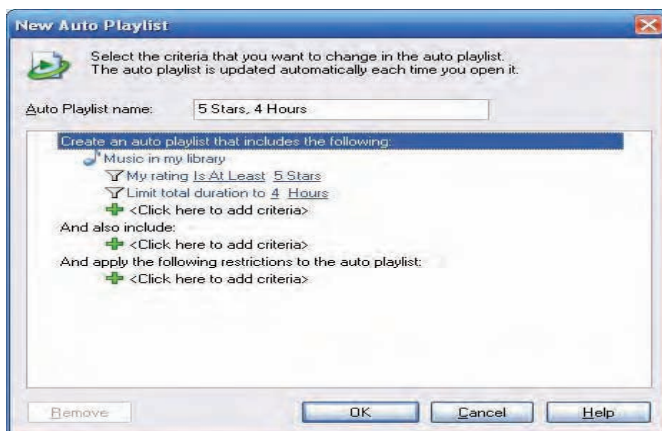 New Auto Playlist
Select the criteria that you want to change in the auto playlist.
The auto playlist is updated automatically each time you open it.
Auto Playlist name: 5 Stars, 4 Hours
Create an auto playlist that includes the following:
Music in my library
My rating Is At Least 5 Stars
Limit total duration to 4 Hours
<Click here to add criteria>
And also include:
<Click here to add criteria>
And apply the following restrictions to the auto playlist:
<Click here to add criteria>
Remove OK Cancel Help